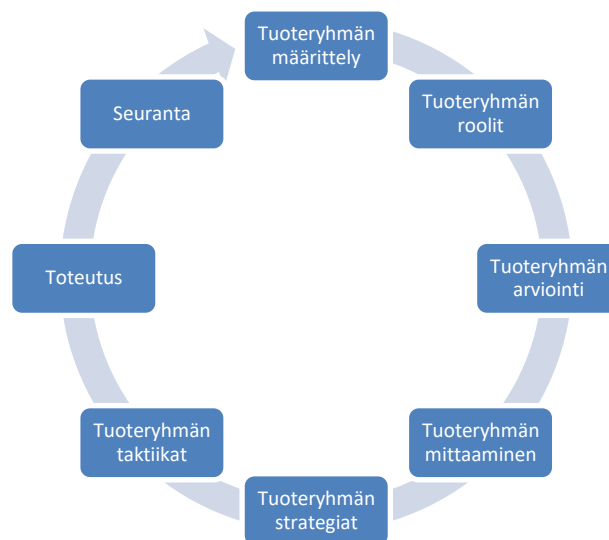 Tuoteryhmän
määrittely
Tuoteryhmän
roolit
Tuoteryhmän
arviointi
Tuoteryhmän
mittaaminen
Tuoteryhmän
strategiat
Tuoteryhmän
taktiikat
Toteutus
Seuranta